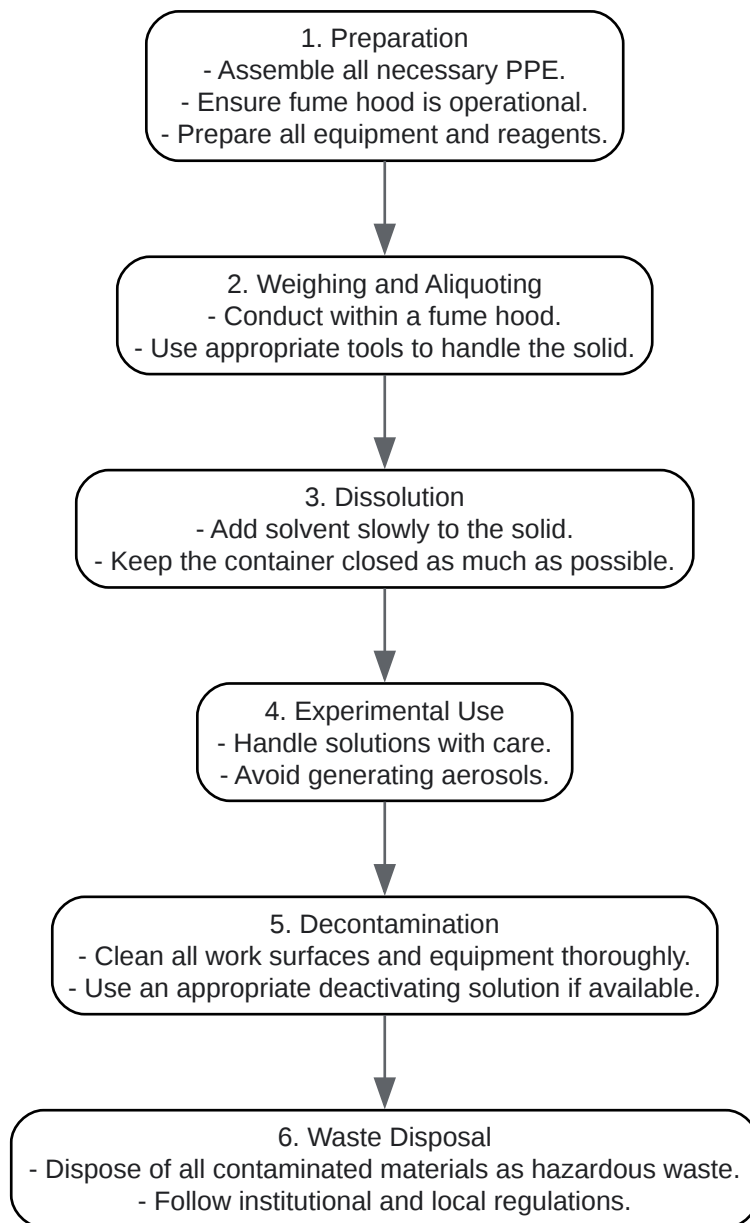 1. Preparation
- Assemble all necessary PPE.
- Ensure fume hood is operational.
- Prepare all equipment and reagents.
2. Weighing and Aliquoting
- Conduct within a fume hood.
- Use appropriate tools to handle the solid.
3. Dissolution
- Add solvent slowly to the solid.
- Keep the container closed as much as possible.
4. Experimental Use
- Handle solutions with care.
- Avoid generating aerosols.
5. Decontamination
- Clean all work surfaces and equipment thoroughly.
- Use an appropriate deactivating solution if available.
6. Waste Disposal
- Dispose of all contaminated materials as hazardous waste.
- Follow institutional and local regulations.